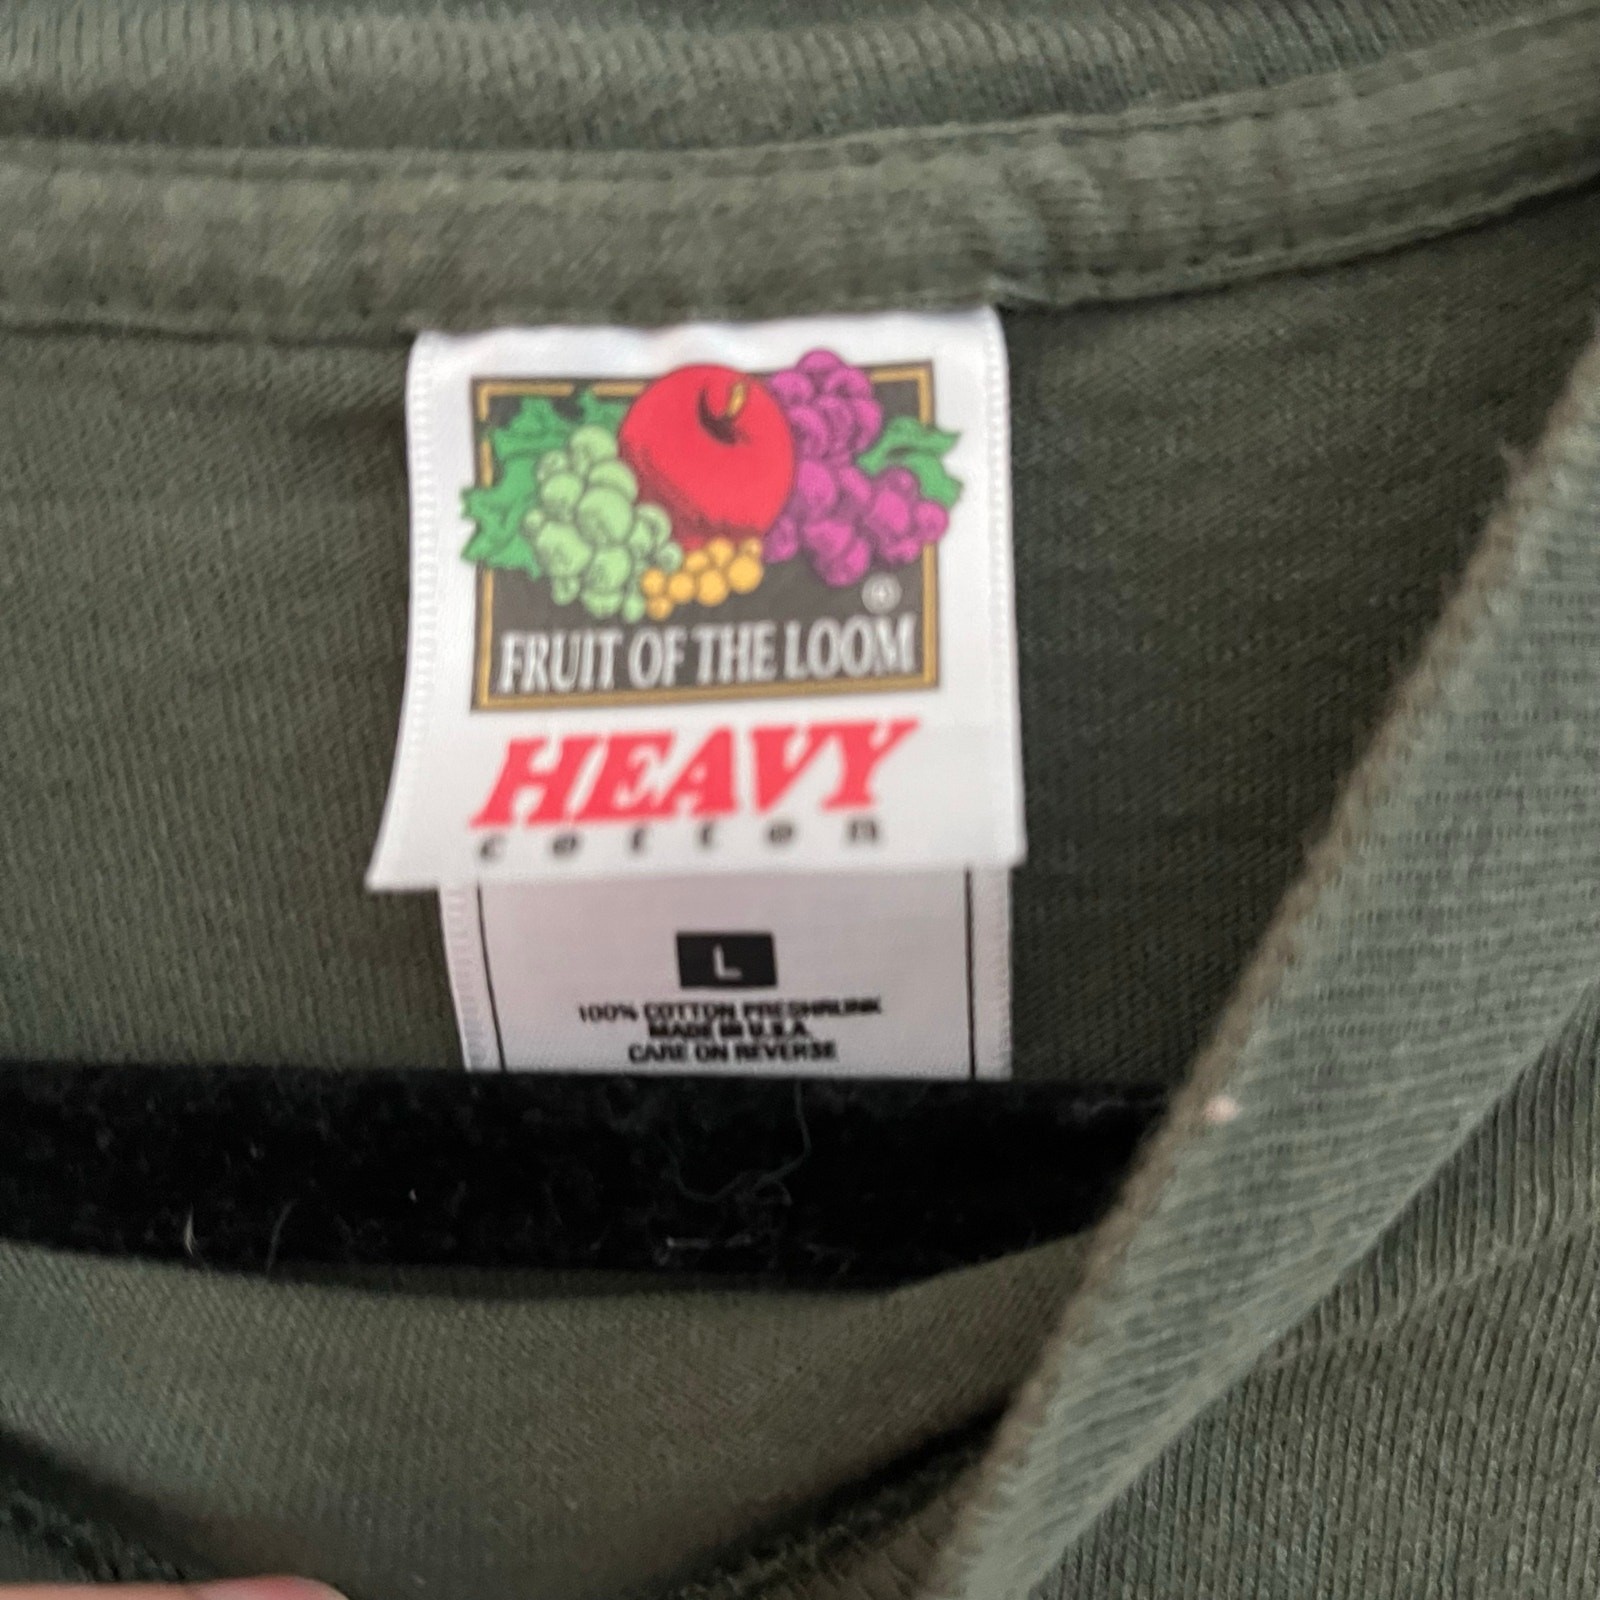 ®
FRUIT OF THE LOOM
HEAVY
cotton
L
100% COTTON PRESHRUNK
MADE IN U.S.A.
CARE ON REVERSE